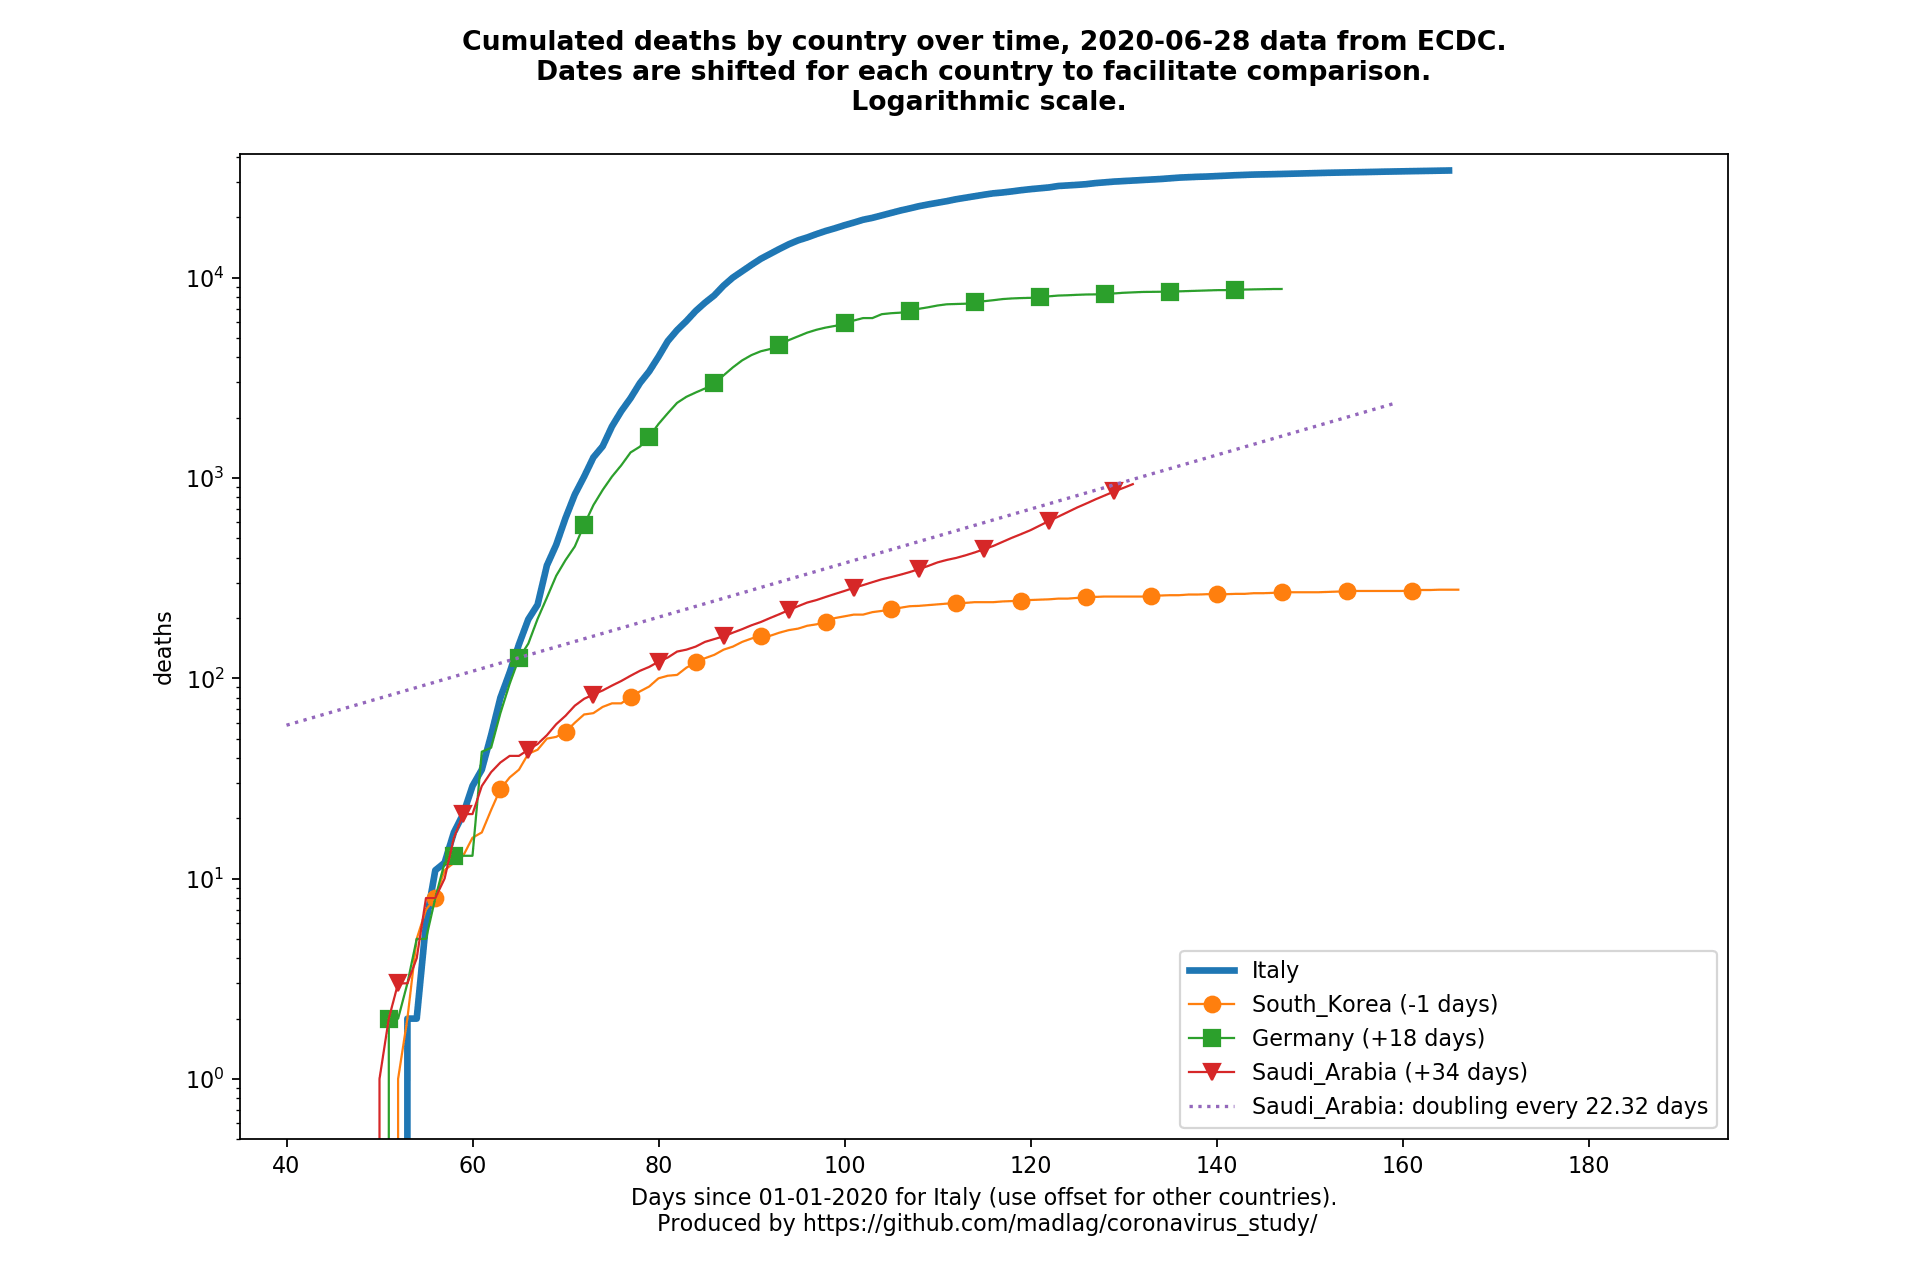 Cumulated deaths by country over time, 2020-06-28 data from ECDC.
Dates are shifted for each country to facilitate comparison.
Logarithmic scale.
deaths
10^4
10^3
10^2
10^1
10^0
40 60 80 100 120 140 160 180
Italy
South_Korea (-1 days)
Germany (+18 days)
Saudi_Arabia (+34 days)
Saudi_Arabia: doubling every 22.32 days
Days since 01-01-2020 for Italy (use offset for other countries).
Produced by https://github.com/madlag/coronavirus_study/